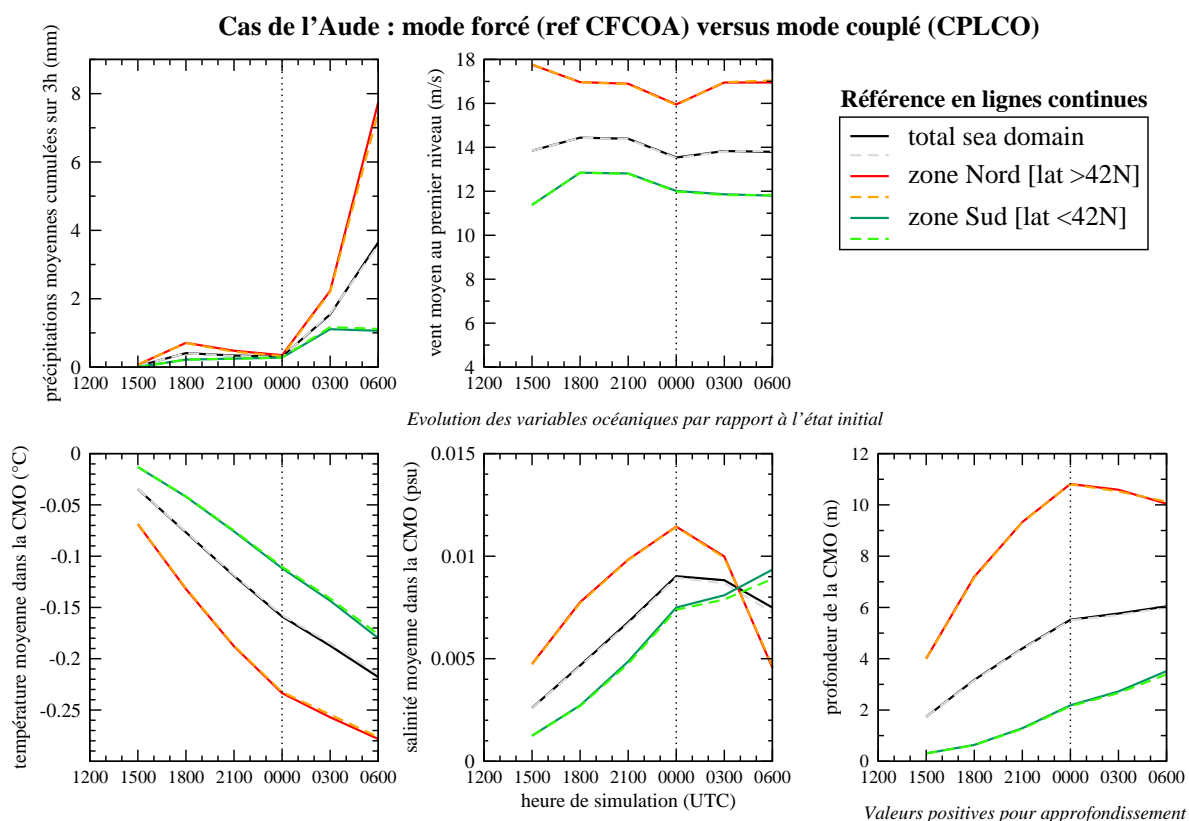 Cas de l'Aude : mode forcé (ref CFCOA) versus mode couplé (CPLCO)
précipitations moyennes cumulées sur 3h (mm)
8
6
4
2
0
1200 1500 1800 2100 0000 0300 0600
vent moyen au premier niveau (m/s)
18
16
14
12
10
8
6
4
1200 1500 1800 2100 0000 0300 0600
Référence en lignes continues
total sea domain
zone Nord [lat >42N]
zone Sud [lat <42N]
Evolution des variables océaniques par rapport à l'état initial
température moyenne dans la CMO (°C)
0
-0.05
-0.1
-0.15
-0.2
-0.25
1200 1500 1800 2100 0000 0300 0600
salinité moyenne dans la CMO (psu)
0.015
0.01
0.005
0
1200 1500 1800 2100 0000 0300 0600
heure de simulation (UTC)
profondeur de la CMO (m)
12
10
8
6
4
2
0
1200 1500 1800 2100 0000 0300 0600
Valeurs positives pour approfondissement